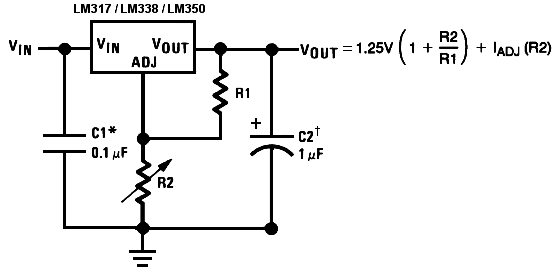 LM317 / LM338 / LM350
VIN
VIN
VOUT
ADJ
VOUT = 1.25V ( 1 + R2/R1 ) + IADJ (R2)
R1
C1*
0.1 µF
R2
+
C2†
1 µF